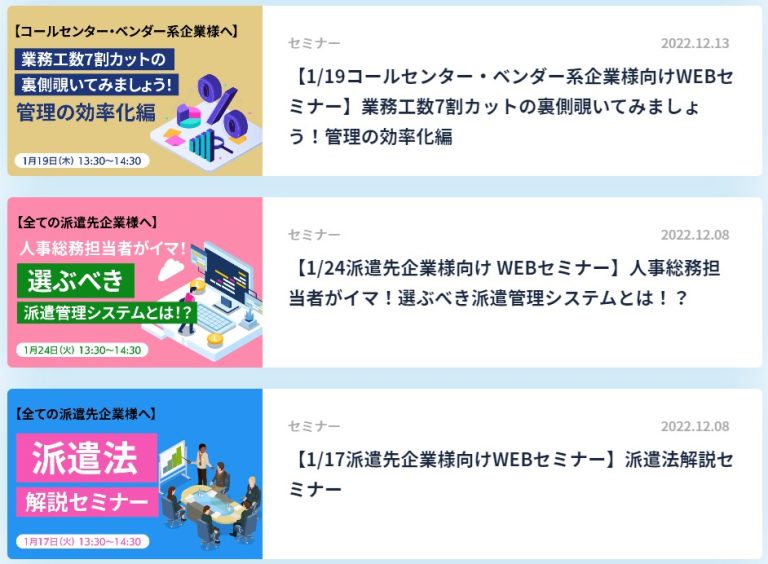 【コールセンター・ベンダー系企業様へ】
業務工数7割カットの
裏側覗いてみましょう!
管理の効率化編
1月19日(木) 13:30〜14:30
セミナー
2022.12.13
【1/19コールセンター・ベンダー系企業様向けWEBセ
ミナー】業務工数7割カットの裏側覗いてみましょ
う！管理の効率化編
【全ての派遣先企業様へ】
人事総務担当者がイマ!
選ぶべき
派遣管理システムとは!?
1月24日(火) 13:30〜14:30
セミナー
2022.12.08
【1/24派遣先企業様向け WEBセミナー】人事総務担
当者がイマ！選ぶべき派遣管理システムとは！？
【全ての派遣先企業様へ】
派遣法
解説セミナー
1月17日(火) 13:30〜14:30
セミナー
2022.12.08
【1/17派遣先企業様向けWEBセミナー】派遣法解説セ
ミナー